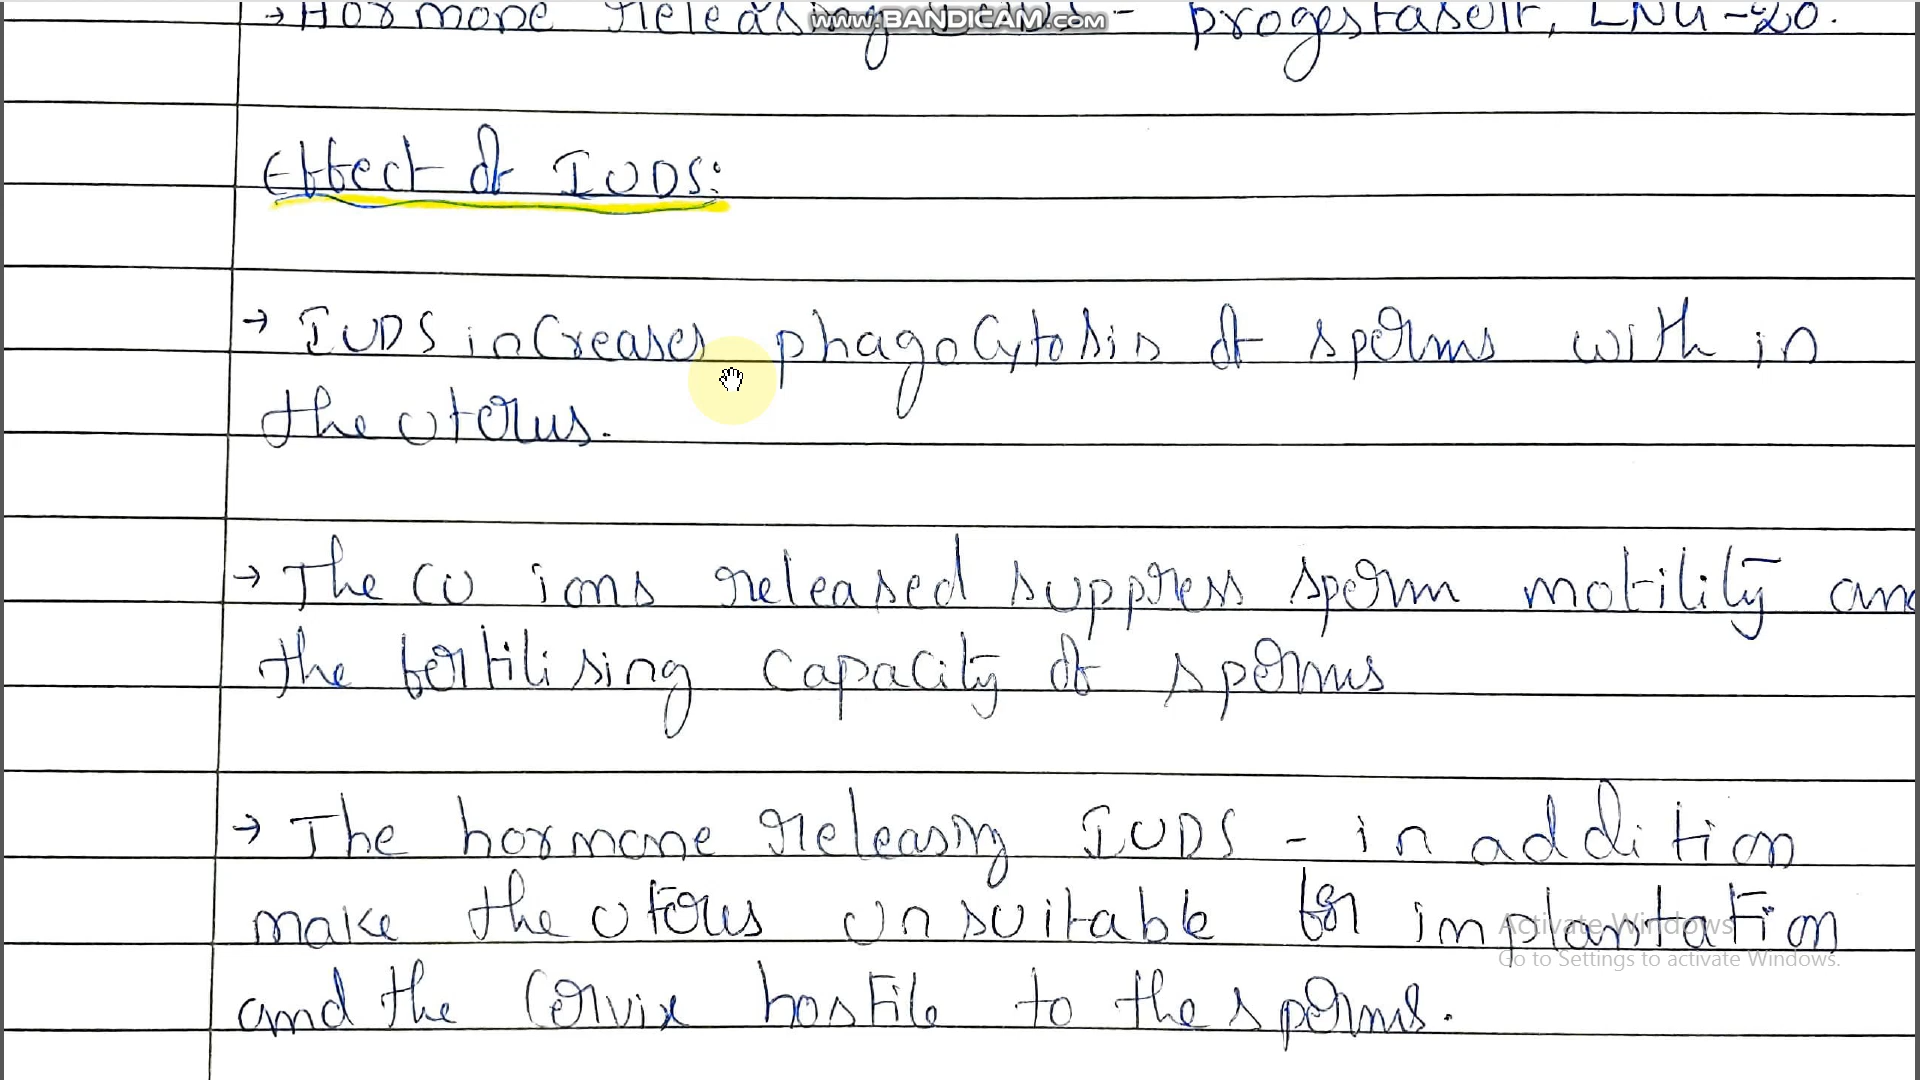 → Hormone releasing IUDs - progestasert, LNG-20.
WWW.BANDICAM.COM
Effect of IUDS:
→ IUDS increases phagocytosis of sperms with in
the uterus.
→ The CU ions released suppress sperm motility and
the fertilising capacity of sperms
→ The hormone releasing IUDS - in addition
make the uterus unsuitable for implantation
and the Cervix hostile to the sperms.
Activate Windows
Go to Settings to activate Windows.